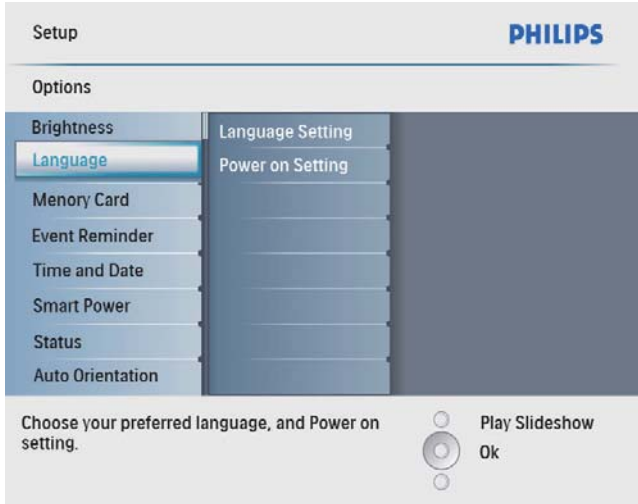 Setup
PHILIPS
Options
Brightness
Language
Menory Card
Event Reminder
Time and Date
Smart Power
Status
Auto Orientation
Language Setting
Power on Setting
Choose your preferred language, and Power on
setting.
Play Slideshow
Ok